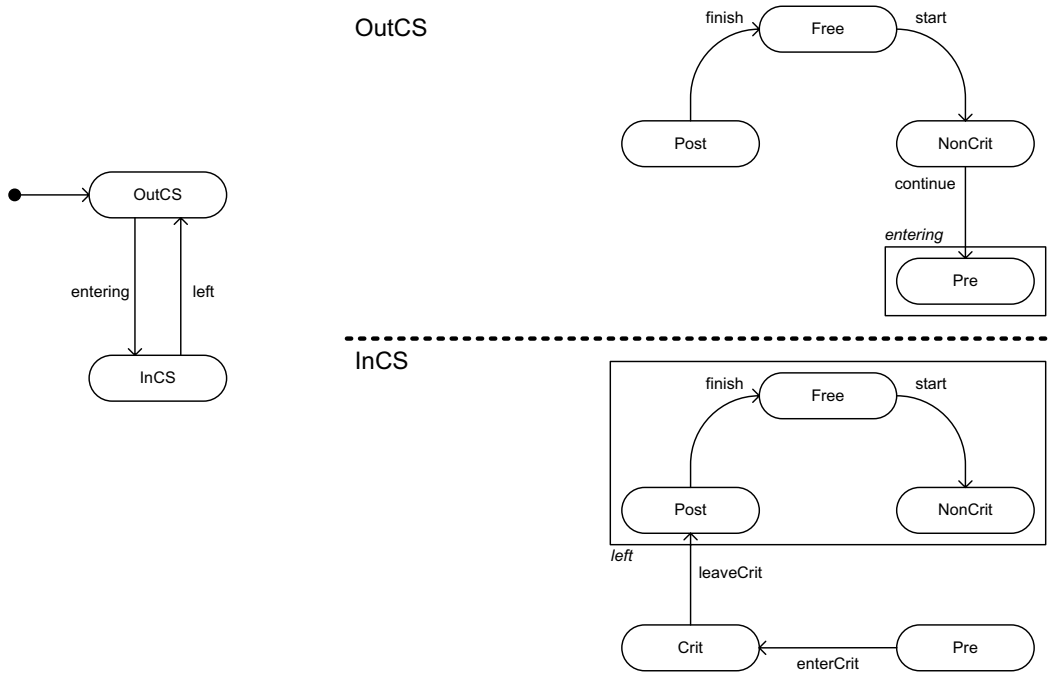 OutCS
entering
left
InCS
OutCS
finish
Free
start
Post
NonCrit
continue
entering
Pre
InCS
finish
Free
start
Post
NonCrit
left
leaveCrit
Crit
enterCrit
Pre